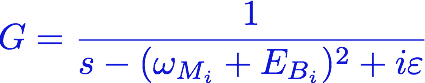 G = \frac{1}{s - (\omega_{M_i} + E_{B_i})^2 + i\varepsilon}